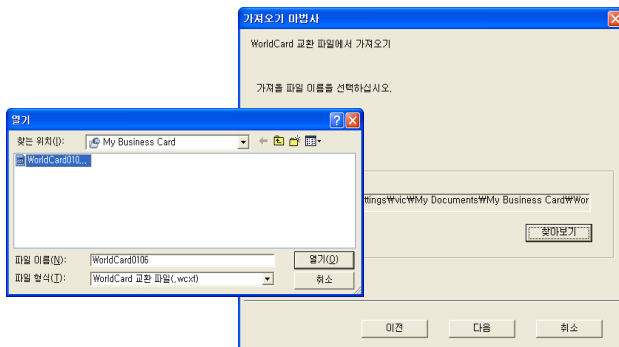 가져오기 마법사
WorldCard 교환 파일에서 가져오기
가져올 파일 이름을 선택하십시오.
ttings₩vic₩My Documents₩My Business Card₩Wor
찾아보기
이전
다음
취소
열기
찾는 위치(I):
My Business Card
WorldCard010...
파일 이름(N):
WorldCard0106
열기(O)
파일 형식(T):
WorldCard 교환 파일(.wcxf)
취소